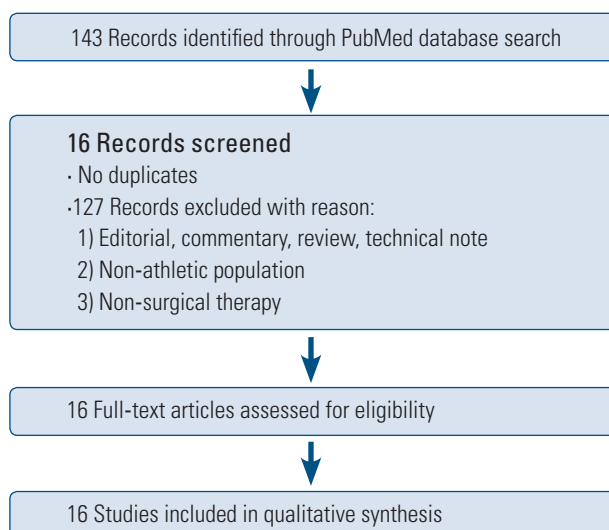 143 Records identified through PubMed database search
16 Records screened
· No duplicates
·127 Records excluded with reason:
1) Editorial, commentary, review, technical note
2) Non-athletic population
3) Non-surgical therapy
16 Full-text articles assessed for eligibility
16 Studies included in qualitative synthesis